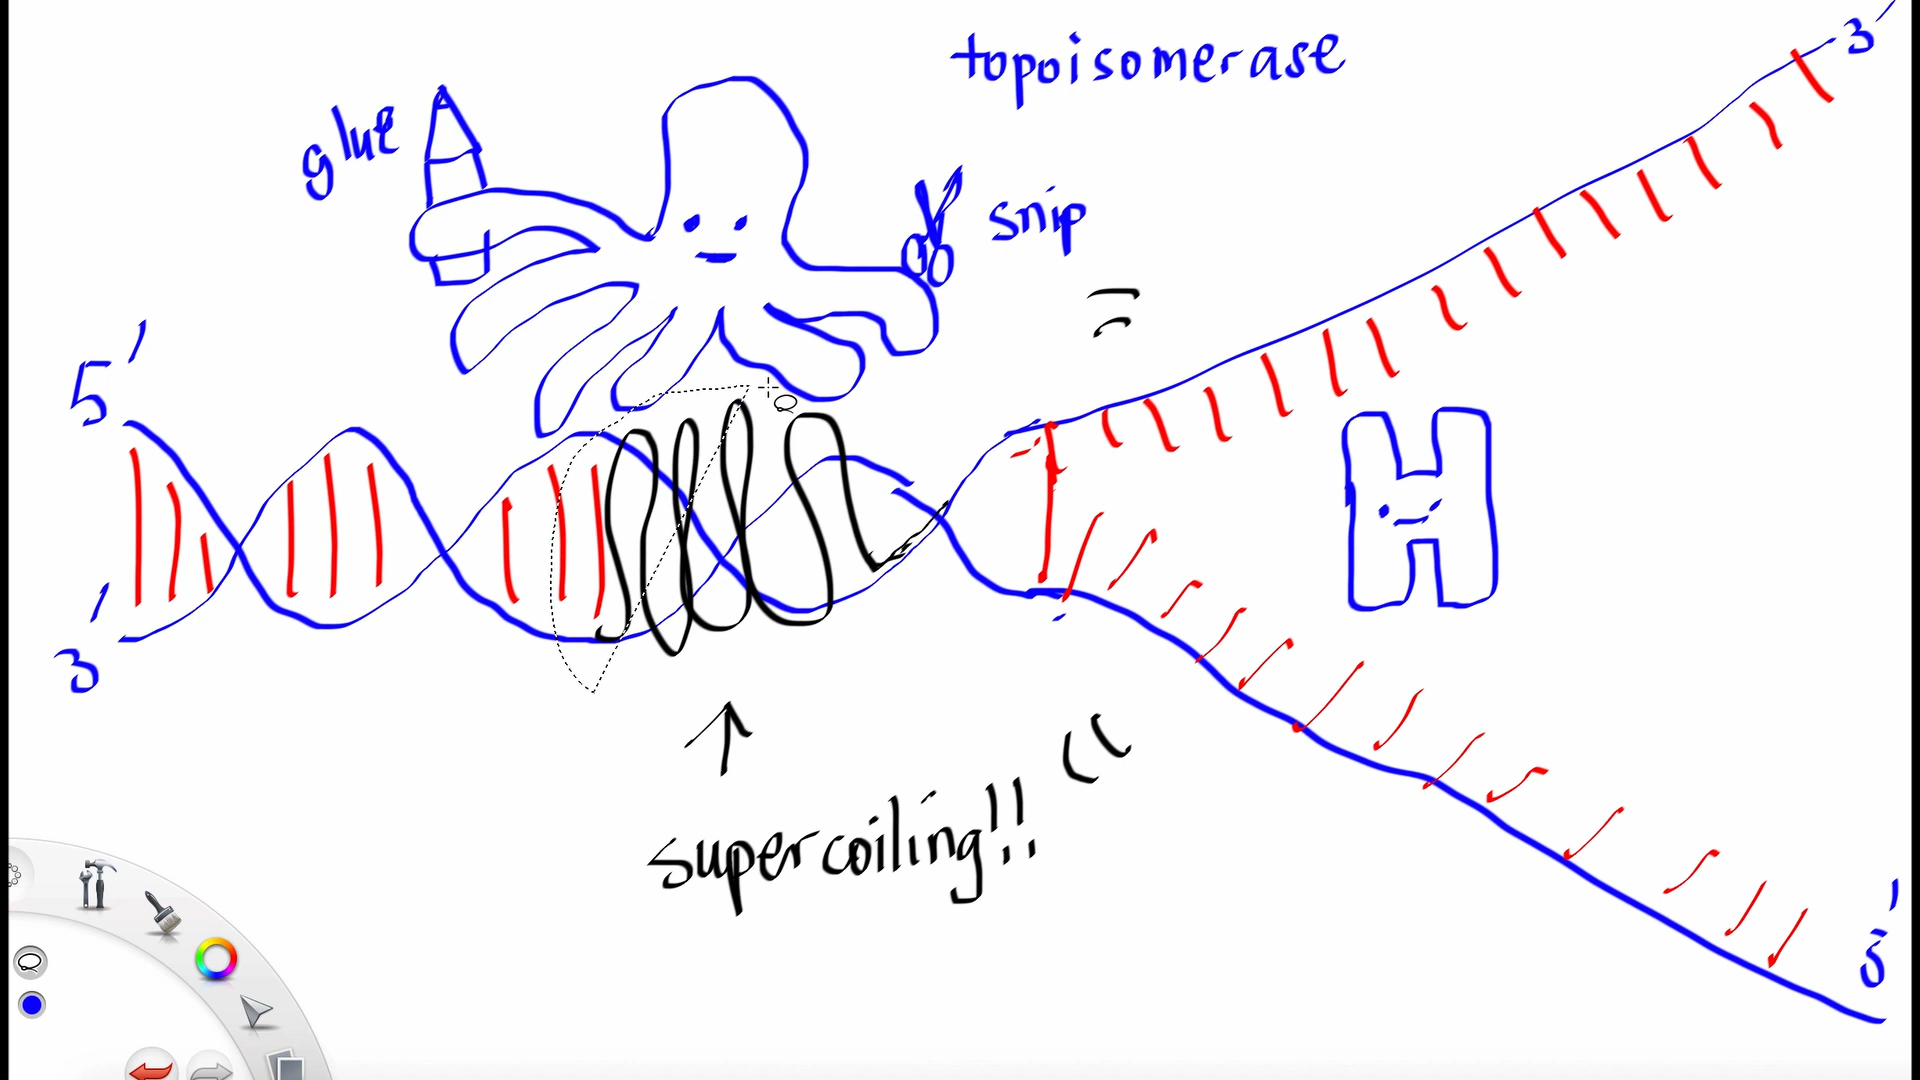 topoisomerase
3'
glue
snip
5'
3'
H
supercoiling!!
5'